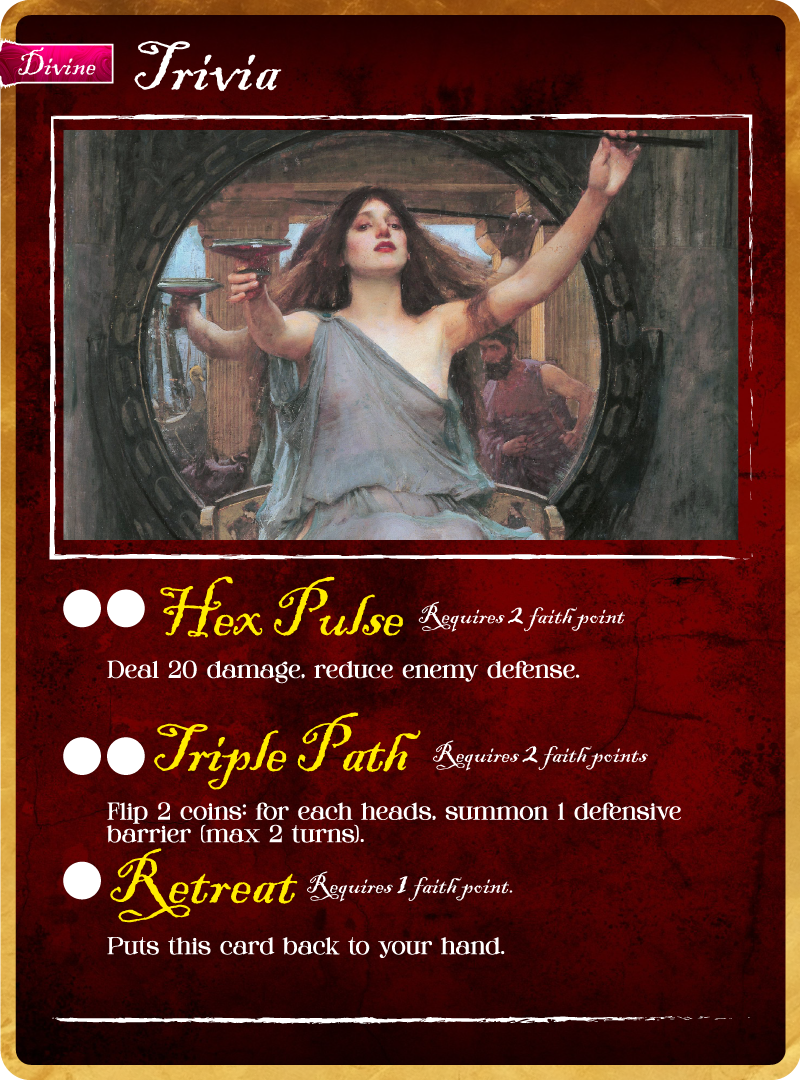 Divine
Trivia
Hex Pulse Requires 2 faith point
Deal 20 damage, reduce enemy defense.
Triple Path Requires 2 faith points
Flip 2 coins: for each heads, summon 1 defensive
barrier (max 2 turns).
Retreat Requires 1 faith point.
Puts this card back to your hand.